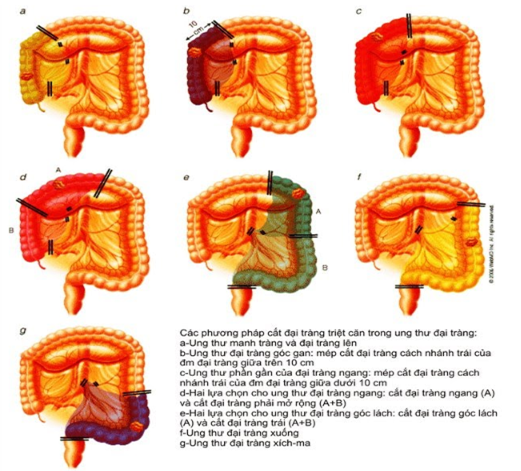 a
b
c
10
cm
d
A
B
e
A
B
f
g
Các phương pháp cắt đại tràng triệt căn trong ung thư đại tràng:
a-Ung thư manh tràng và đại tràng lên
b-Ung thư đại tràng góc gan: mép cắt đại tràng cách nhánh trái của
đm đại tràng giữa trên 10 cm
c-Ung thư phần gần của đại tràng ngang: mép cắt đại tràng cách
nhánh trái của đm đại tràng giữa dưới 10 cm
d-Hai lựa chọn cho ung thư đại tràng ngang: cắt đại tràng ngang (A)
và cắt đại tràng phải mở rộng (A+B)
e-Hai lựa chọn cho ung thư đại tràng góc lách: cắt đại tràng góc lách
(A) và cắt đại tràng trái (A+B)
f-Ung thư đại tràng xuống
g-Ung thư đại tràng xích-ma